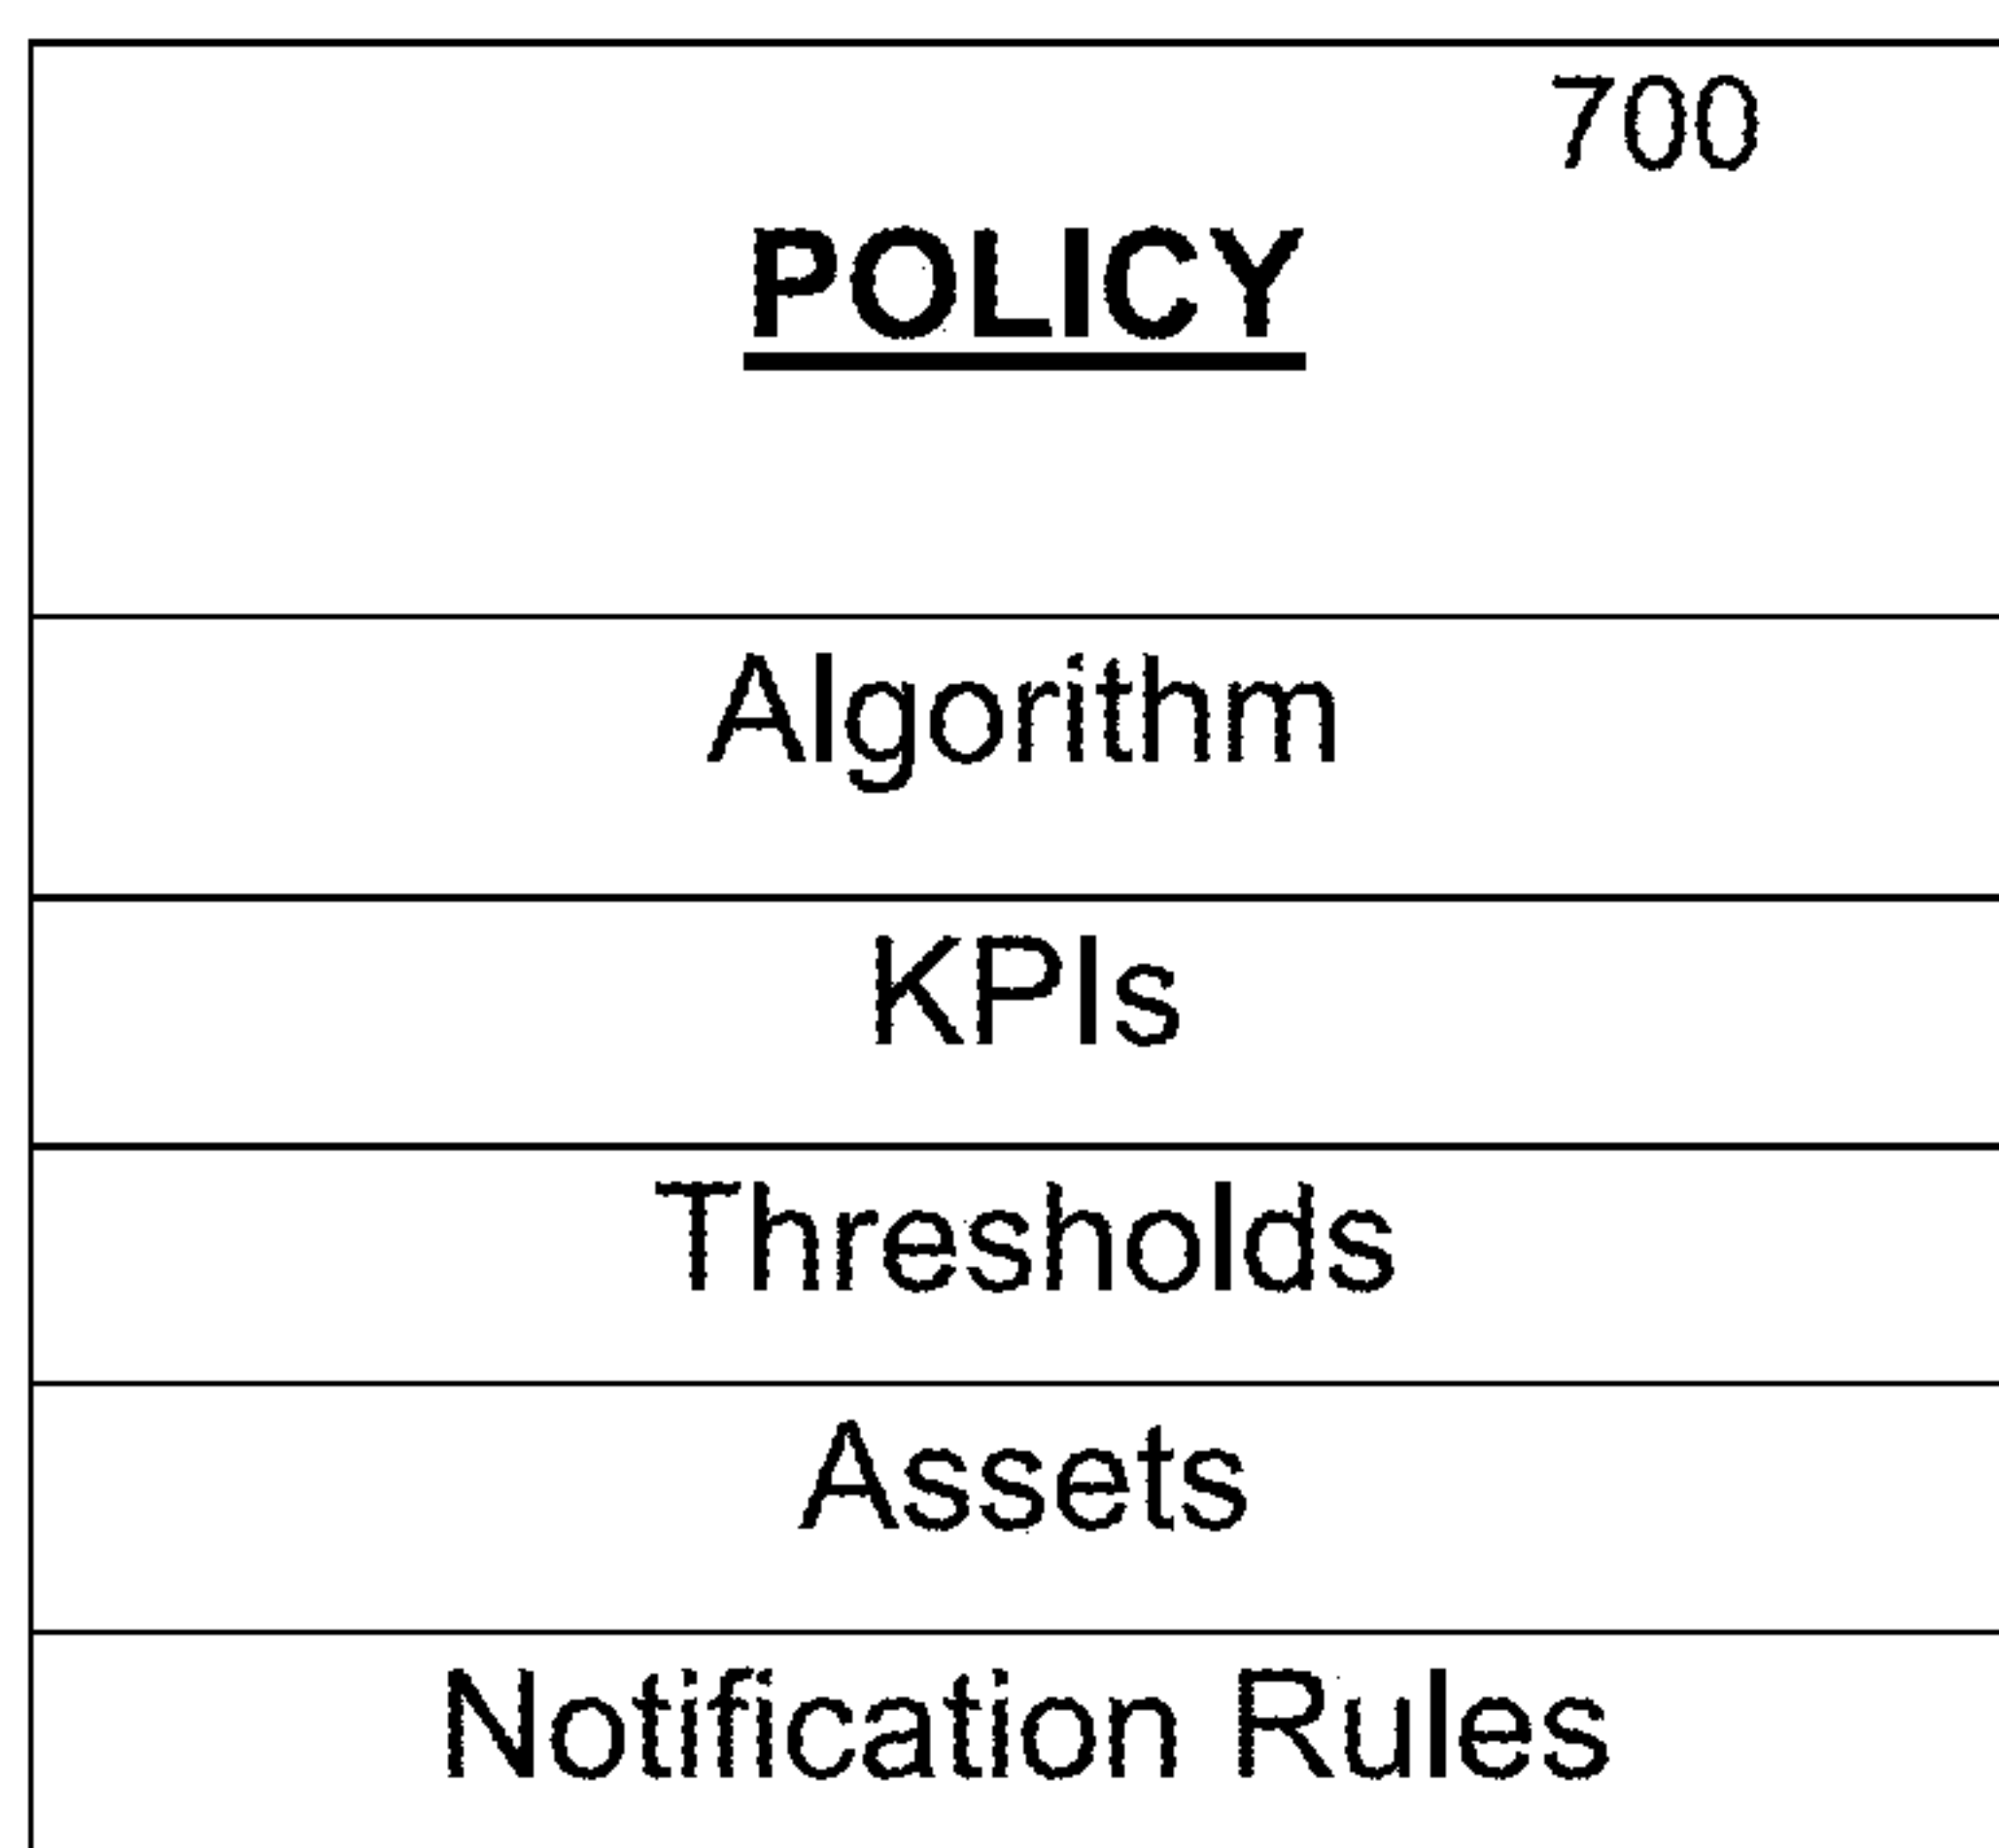 700
POLICY
Algorithm
KPIs
Thresholds
Assets
Notification Rules